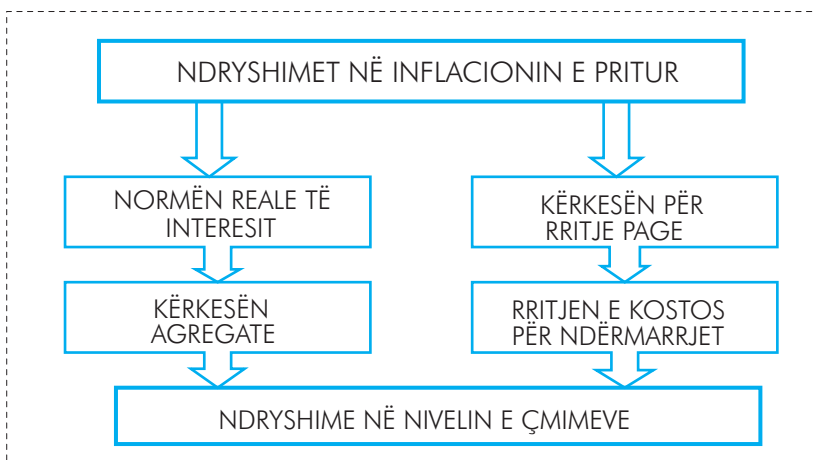 NDRYSHIMET NË INFLACIONIN E PRITUR
NORMËN REALE TË
INTERESIT
KËRKESËN PËR
RRITJE PAGE
KËRKESËN
AGREGATE
RRITJEN E KOSTOS
PËR NDËRMARRJET
NDRYSHIME NË NIVELIN E ÇMIMEVE